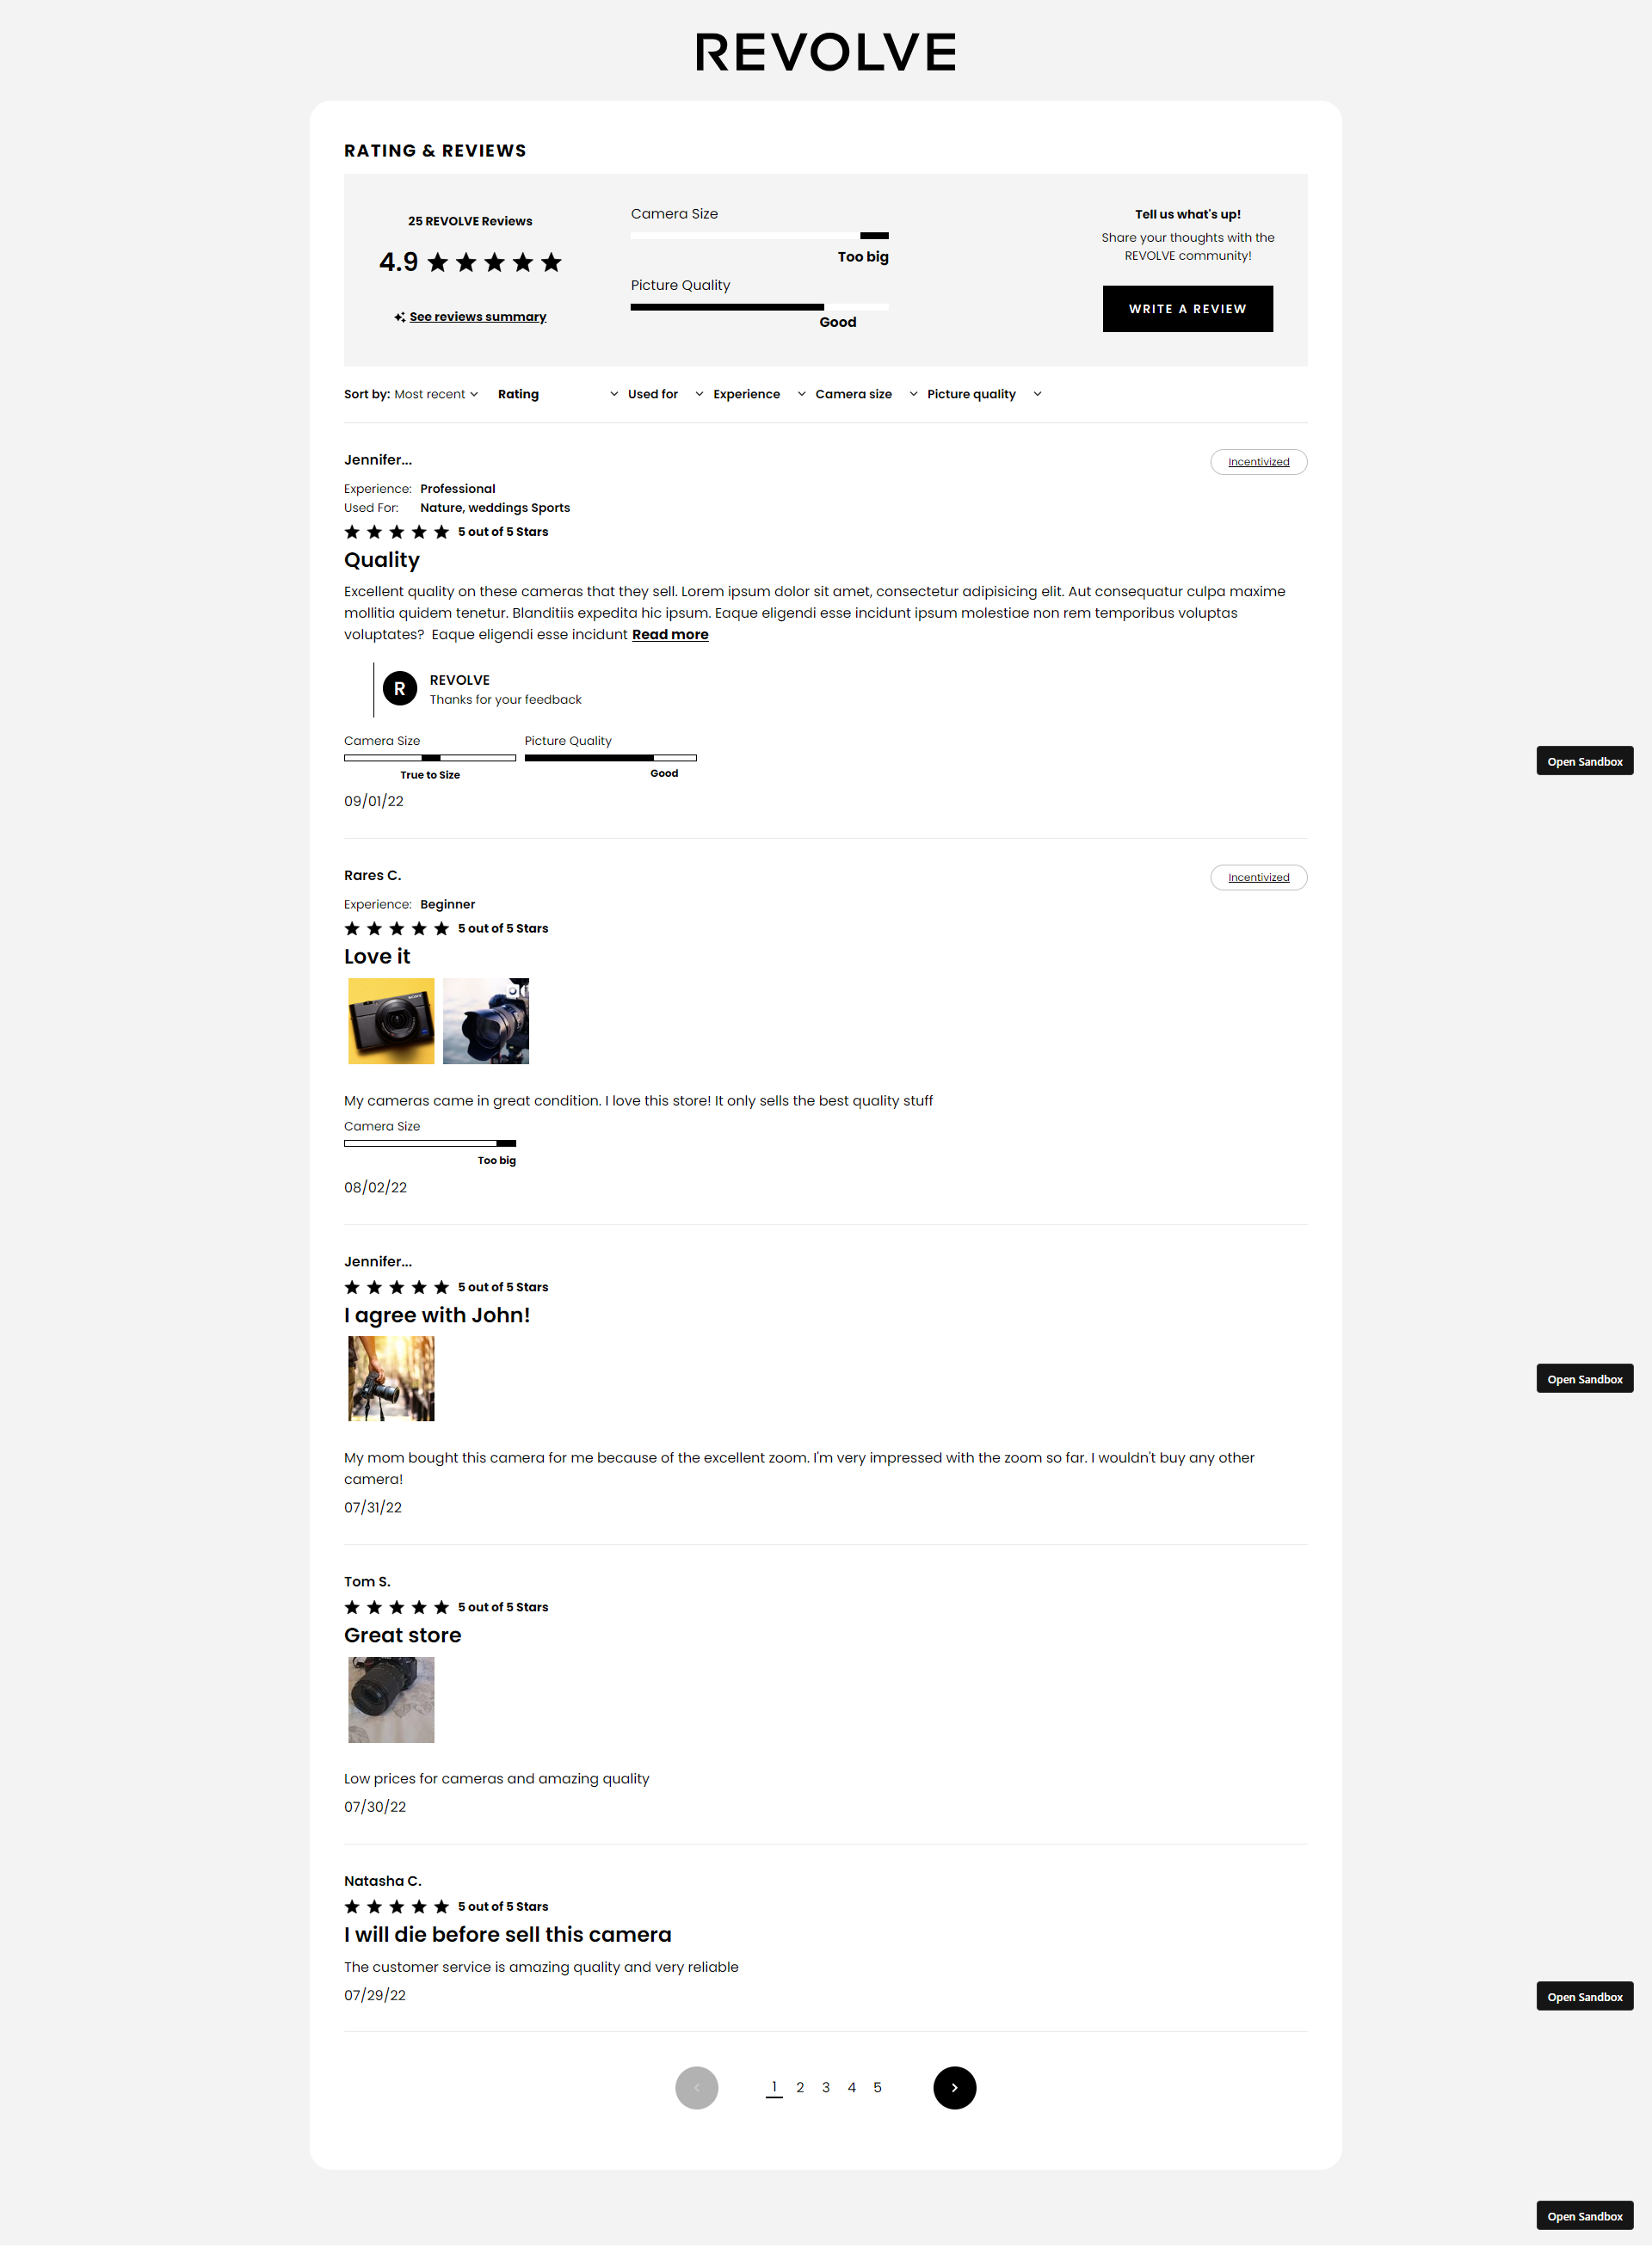 REVOLVE
RATING & REVIEWS
25 REVOLVE Reviews
4.9
See reviews summary
Camera Size
Too big
Picture Quality
Good
Tell us what's up!
Share your thoughts with the
REVOLVE community!
WRITE A REVIEW
Sort by: Most recent Rating Used for Experience Camera size Picture quality
Jennifer...
Incentivized
Experience: Professional
Used For: Nature, weddings Sports
5 out of 5 Stars
Quality
Excellent quality on these cameras that they sell. Lorem ipsum dolor sit amet, consectetur adipisicing elit. Aut consequatur culpa maxime
mollitia quidem tenetur. Blanditiis expedita hic ipsum. Eaque eligendi esse incidunt ipsum molestiae non rem temporibus voluptas
voluptates? Eaque eligendi esse incidunt Read more
R
REVOLVE
Thanks for your feedback
Camera Size
True to Size
Picture Quality
Good
09/01/22
Open Sandbox
Rares C.
Incentivized
Experience: Beginner
5 out of 5 Stars
Love it
SONY
My cameras came in great condition. I love this store! It only sells the best quality stuff
Camera Size
Too big
08/02/22
Jennifer...
5 out of 5 Stars
I agree with John!
Open Sandbox
My mom bought this camera for me because of the excellent zoom. I'm very impressed with the zoom so far. I wouldn't buy any other
camera!
07/31/22
Tom S.
5 out of 5 Stars
Great store
Low prices for cameras and amazing quality
07/30/22
Natasha C.
5 out of 5 Stars
I will die before sell this camera
The customer service is amazing quality and very reliable
07/29/22
Open Sandbox
1 2 3 4 5
Open Sandbox